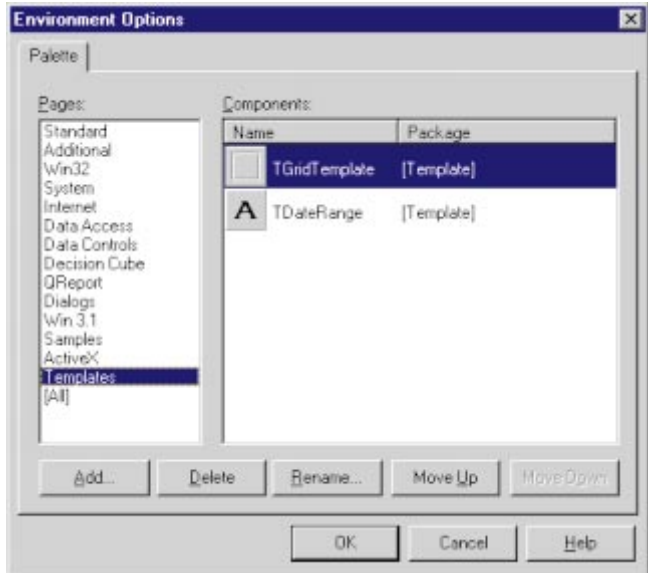 Environment Options
Palette
Pages:
Components:
Standard
Additional
Win32
System
Internet
Data Access
Data Controls
Decision Cube
QReport
Dialogs
Win 3.1
Samples
ActiveX
Templates
[All]
Name Package
TGridTemplate [Template]
A TDateRange [Template]
Add... Delete Rename... Move Up Move Down
OK Cancel Help